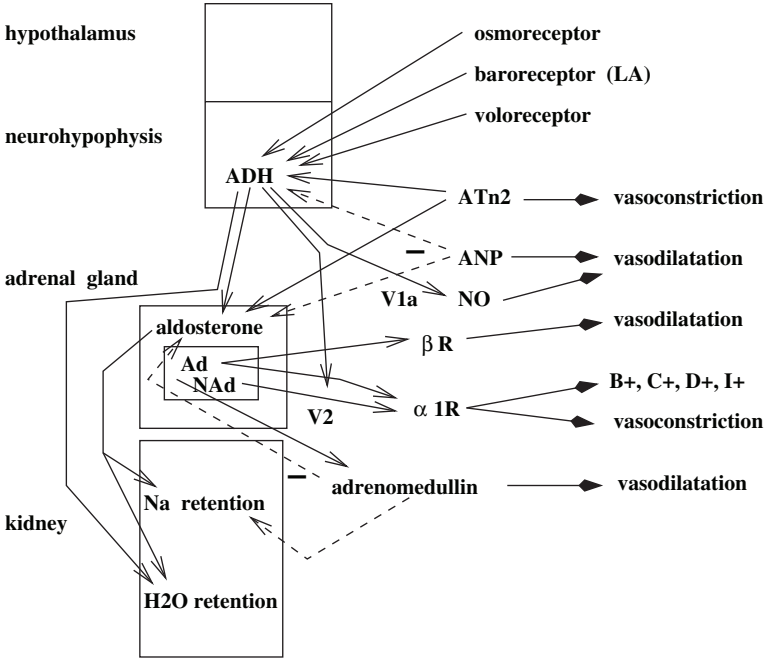 hypothalamus
osmoreceptor
baroreceptor (LA)
neurohypophysis
voloreceptor
ADH
ATn2
vasoconstriction
ANP
vasodilatation
adrenal gland
V1a
NO
aldosterone
β R
vasodilatation
Ad
NAd
B+, C+, D+, I+
V2
α 1R
vasoconstriction
adrenomedullin
vasodilatation
Na retention
kidney
H2O retention